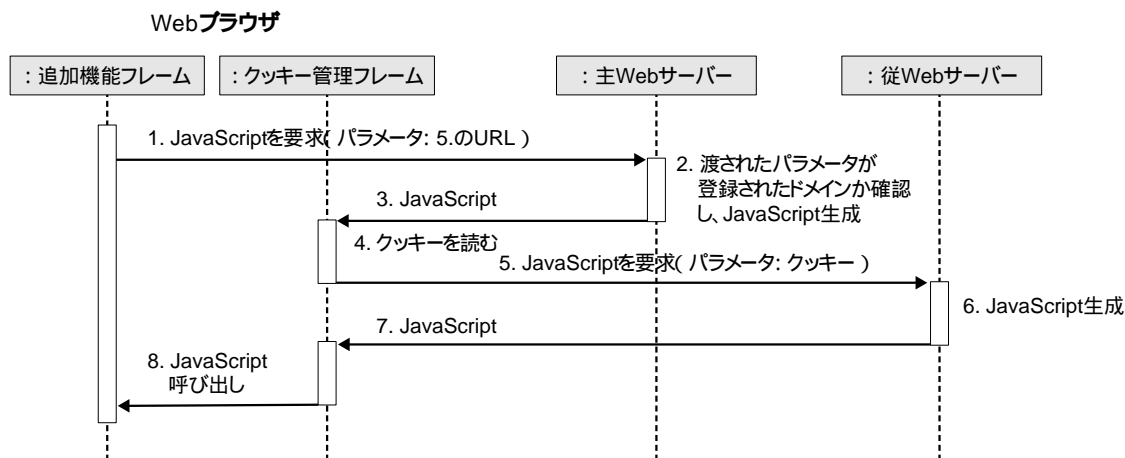 Webブラウザ
: 追加機能フレーム
: クッキー管理フレーム
: 主Webサーバー
: 従Webサーバー
1. JavaScriptを要求( パラメータ: 5.のURL )
2. 渡されたパラメータが
登録されたドメインか確認
し、JavaScript生成
3. JavaScript
4. クッキーを読む
5. JavaScriptを要求( パラメータ: クッキー )
6. JavaScript生成
7. JavaScript
8. JavaScript
呼び出し